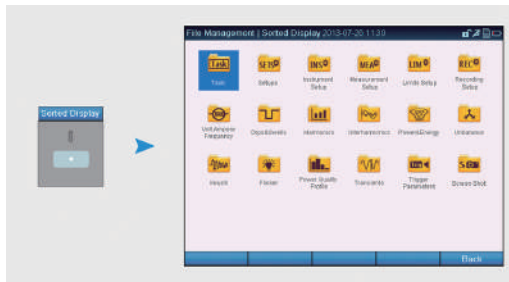 File Management | Sorted Display 2013-07-20 11:30
Task
SETS
INS
MEA
LIM
REC
Task
Setups
Instrument Setup
Measurement Setup
Limits Setup
Recording Setup
Sorted Display
Volt/Ampere Frequency
Dips&Swells
Harmonics
Interharmonics
Power&Energy
Unbalance
Inrush
Flicker
Power Quality Profile
Transients
Trigger Parameters
Screen Shot
Back